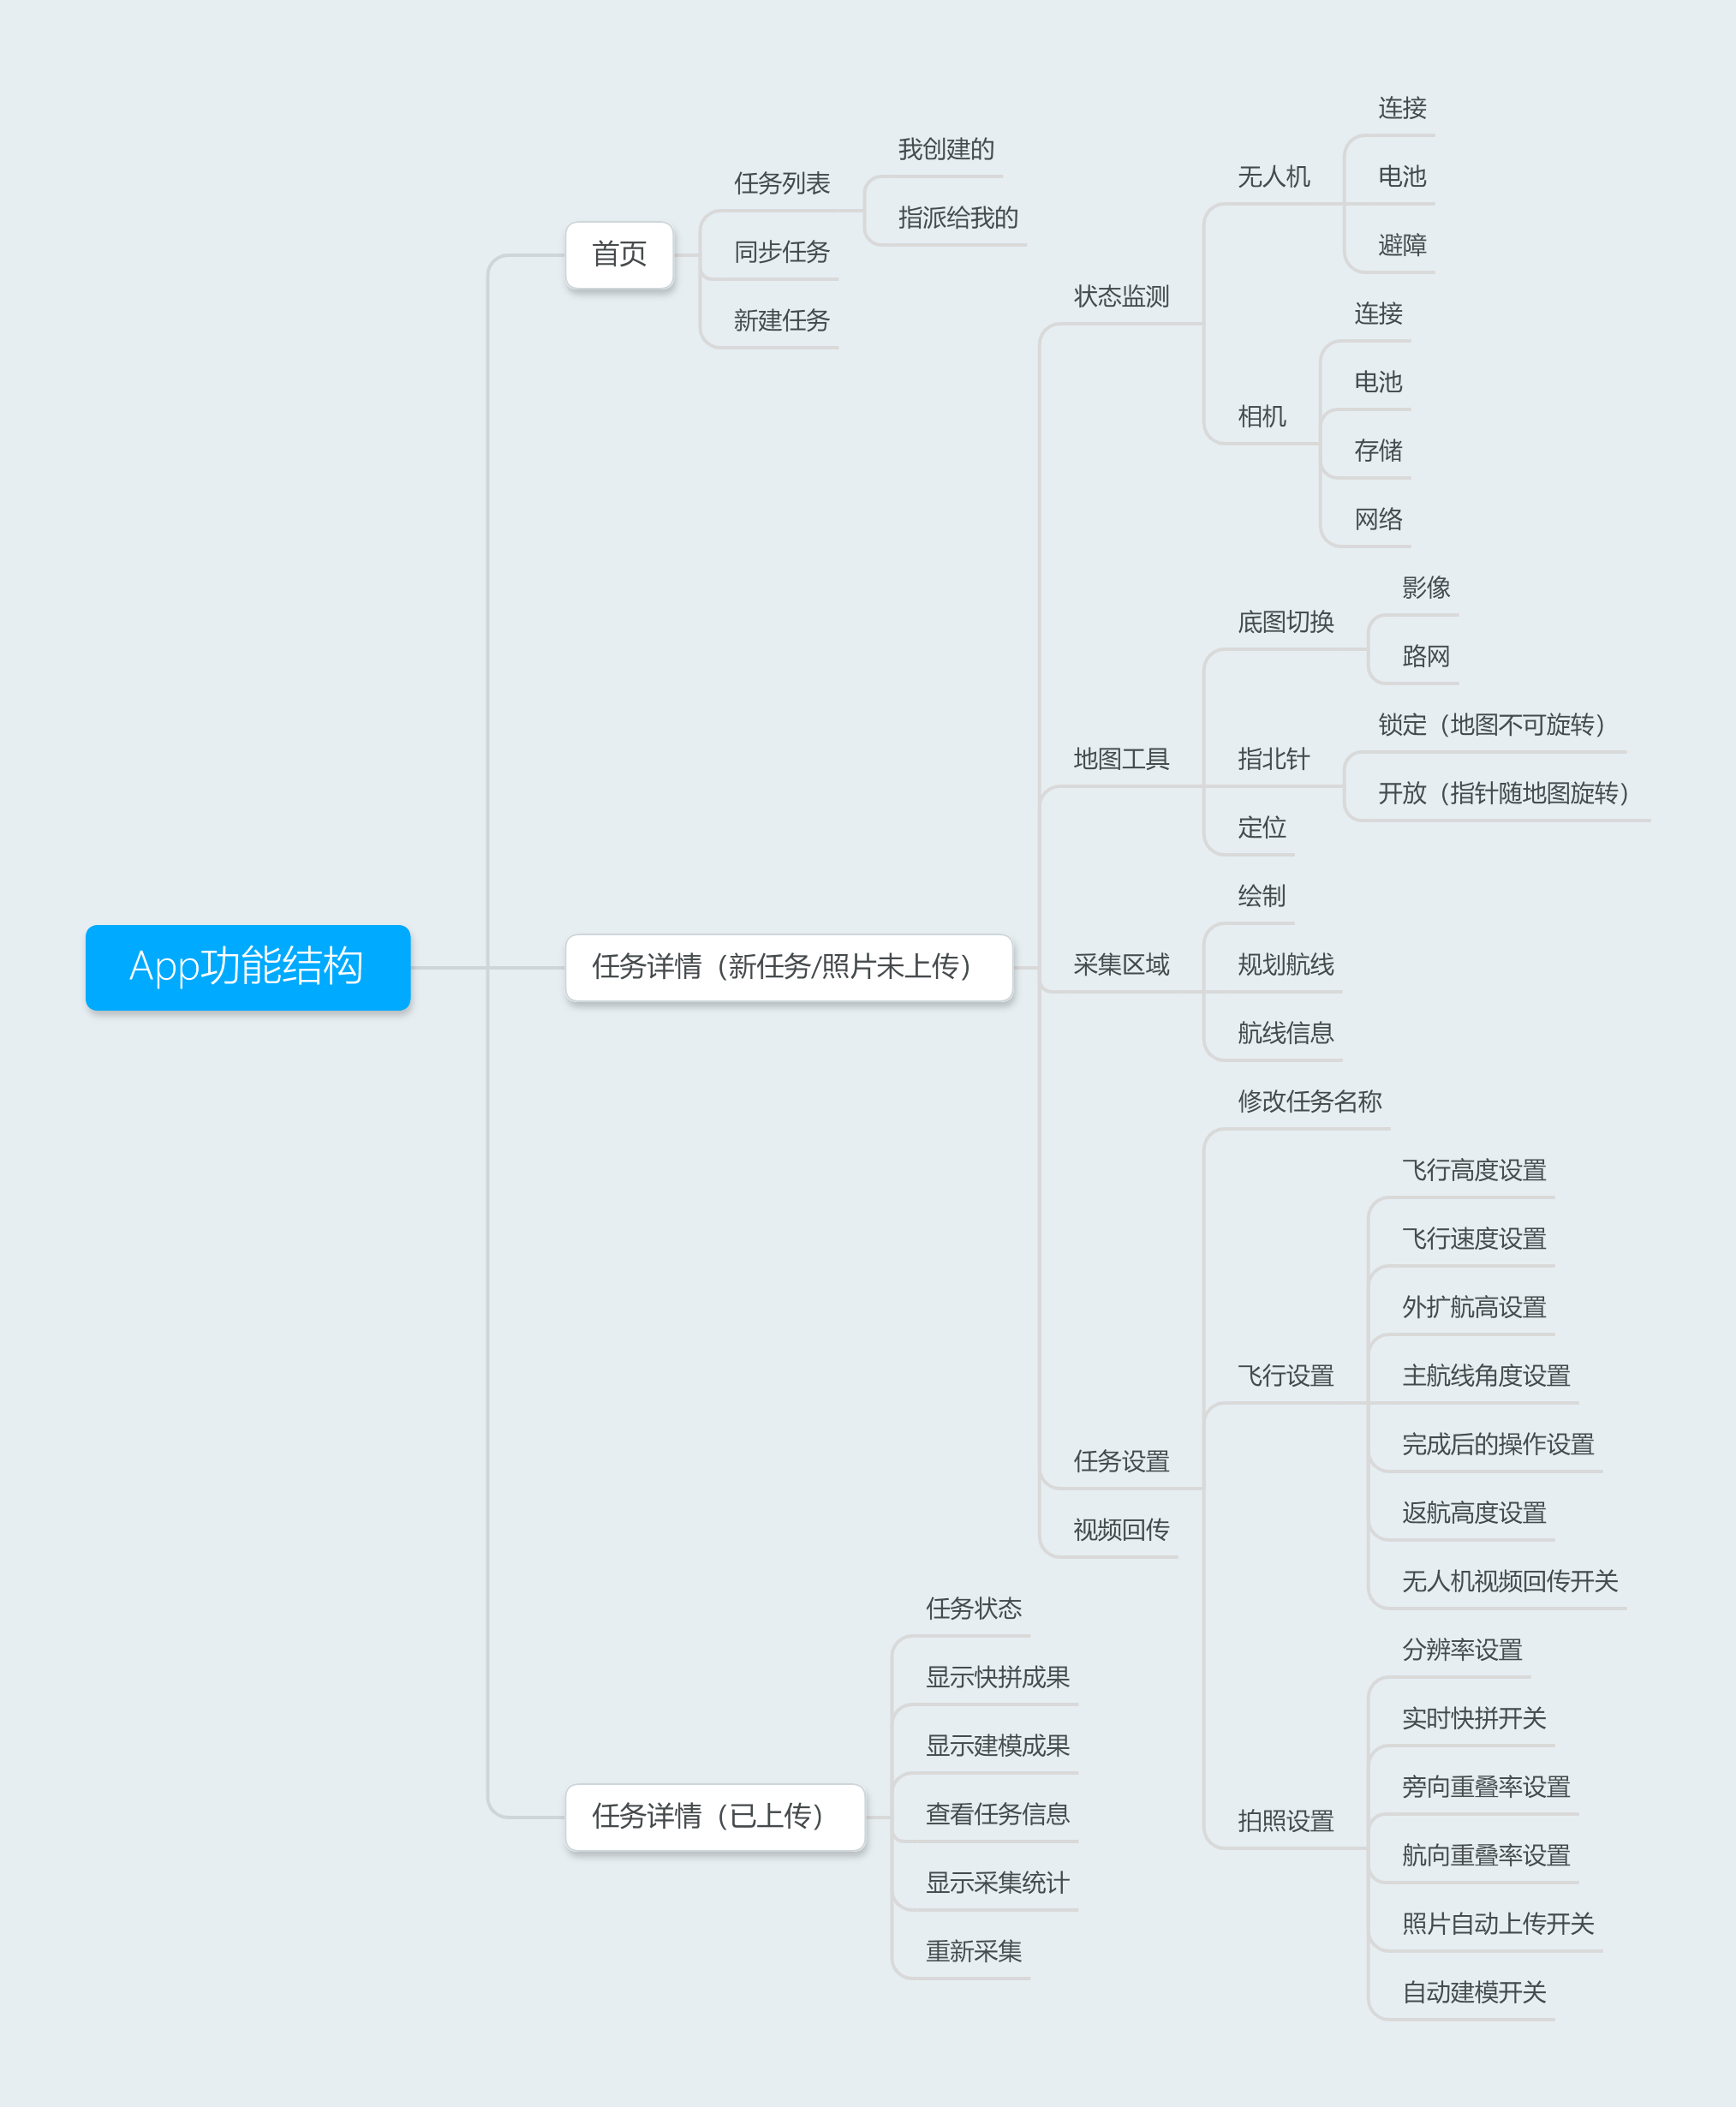 App功能结构
首页
任务列表
我创建的
指派给我的
同步任务
新建任务
任务详情（新任务/照片未上传）
状态监测
无人机
连接
电池
避障
相机
连接
电池
存储
网络
地图工具
底图切换
影像
路网
指北针
锁定（地图不可旋转）
开放（指针随地图旋转）
定位
采集区域
绘制
规划航线
航线信息
任务设置
修改任务名称
飞行设置
飞行高度设置
飞行速度设置
外扩航高设置
主航线角度设置
完成后的操作设置
返航高度设置
无人机视频回传开关
拍照设置
分辨率设置
实时快拼开关
旁向重叠率设置
航向重叠率设置
照片自动上传开关
自动建模开关
视频回传
任务详情（已上传）
任务状态
显示快拼成果
显示建模成果
查看任务信息
显示采集统计
重新采集